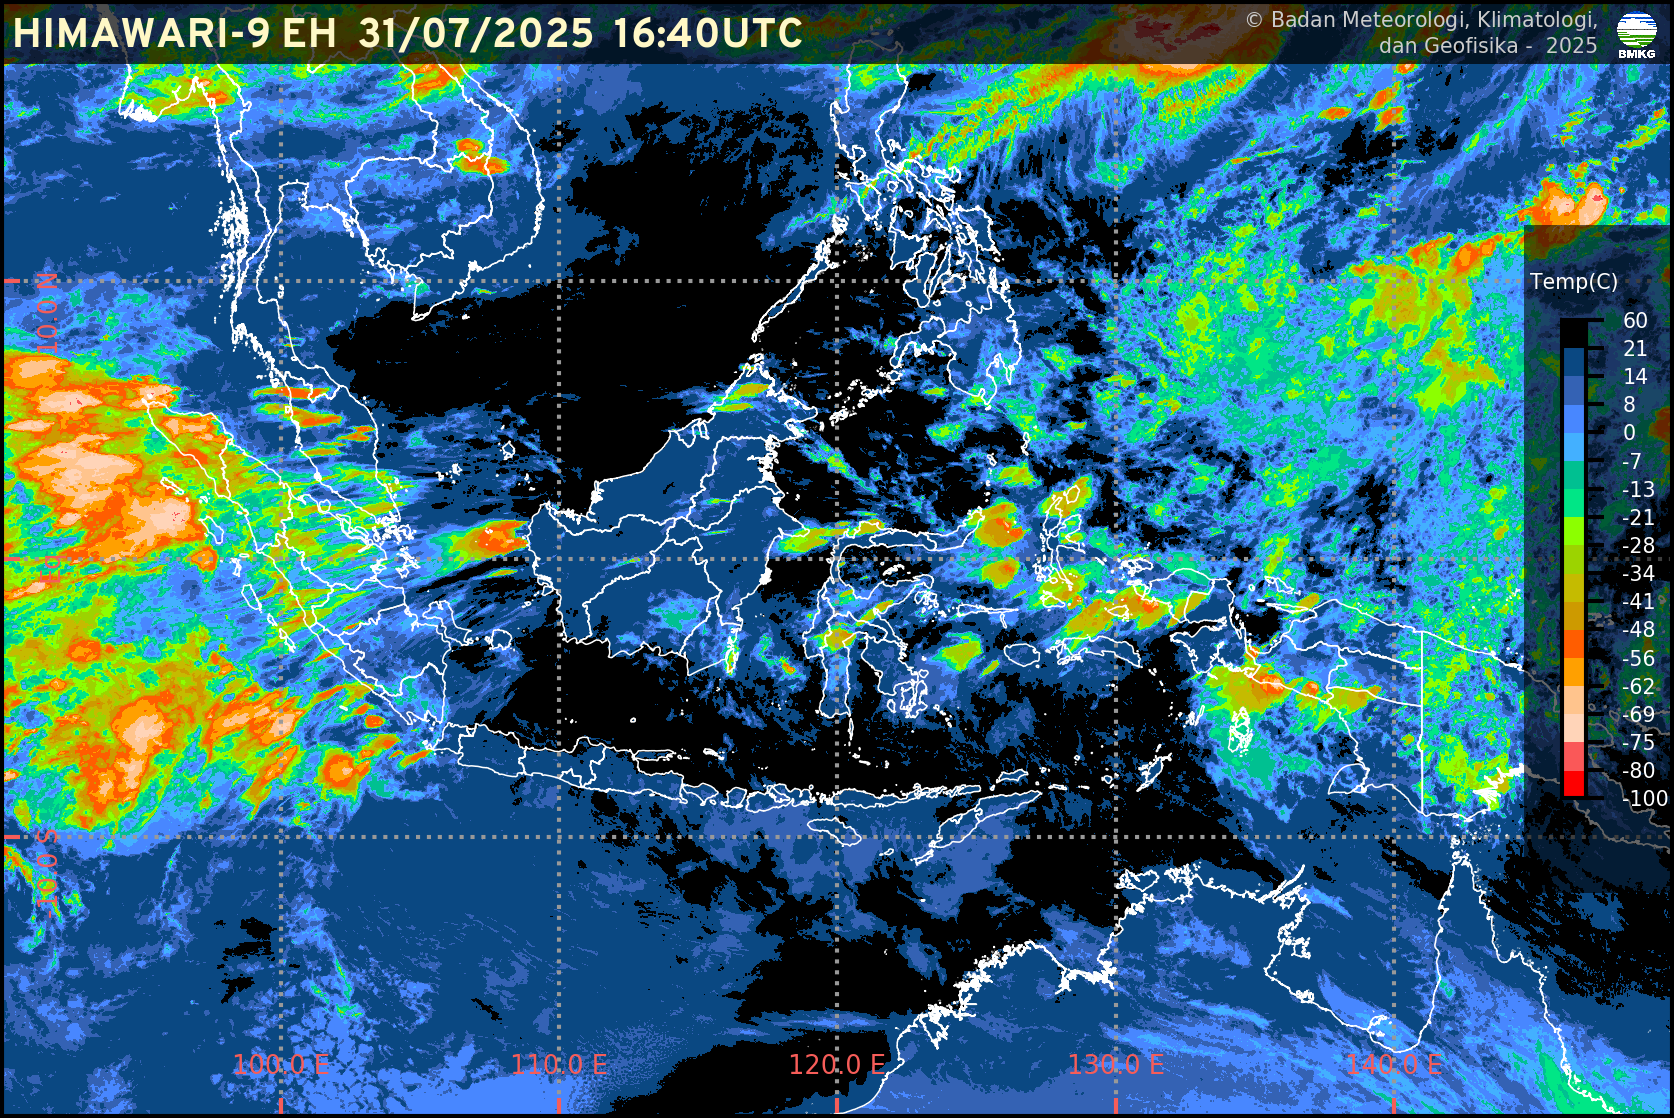 HIMAWARI-9 EH 31/07/2025 16:40UTC
© Badan Meteorologi, Klimatologi,
dan Geofisika - 2025
BMKG
10.0 N
Temp(C)
60
21
14
8
0
-7
-13
-21
-28
-34
-41
-48
-56
-62
-69
-75
-80
-100
-10.0 S
100.0 E
110.0 E
120.0 E
130.0 E
140.0 E